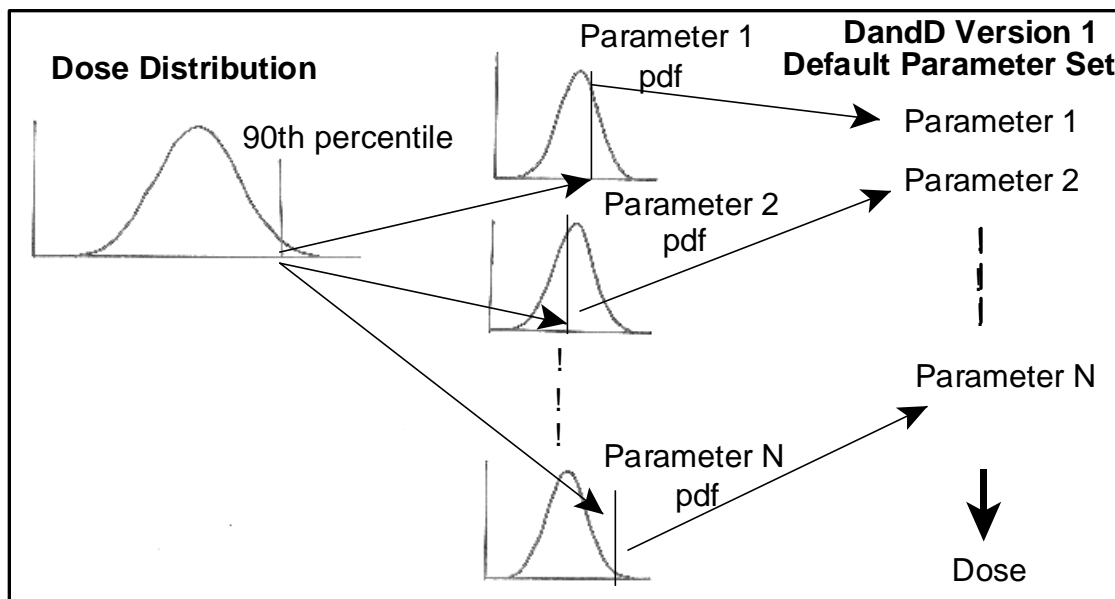 Dose Distribution
90th percentile
Parameter 1
pdf
Parameter 2
pdf
!
!
!
Parameter N
pdf
DandD Version 1
Default Parameter Set
Parameter 1
Parameter 2
Parameter N
Dose